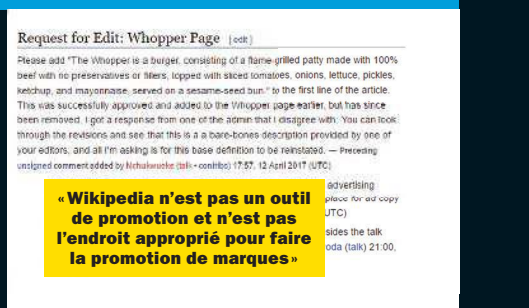 Request for Edit: Whopper Page [edit]
Please add "The Whopper is a burger, consisting of a flame-grilled patty made with 100%
beef with no preservatives or fillers, topped with sliced tomatoes, onions, lettuce, pickles,
ketchup, and mayonnaise, served on a sesame-seed bun." to the first line of the article.
This was successfully approved and added to the Whopper page earlier, but has since
been removed. I got a response from one of the admin that I disagree with. You can look
through the revisions and see that this is a a bare-bones description provided by one of
your editors, and all I'm asking is for this base definition to be reinstated. — Preceding
unsigned comment added by (talk • contribs) 17:57, 12 April 2017 (UTC)
advertising
place for ad copy
UTC)
sides the talk
oda (talk) 21:00,
«Wikipedia n'est pas un outil
de promotion et n'est pas
l'endroit approprié pour faire
la promotion de marques»